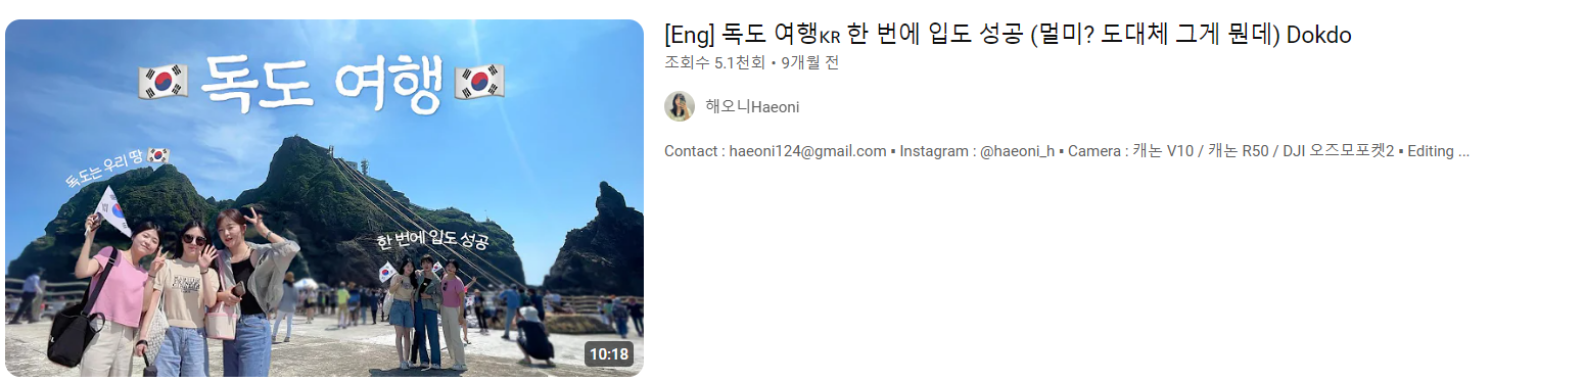 독도 여행
독도는 우리 땅
한 번에 입도 성공
10:18
[Eng] 독도 여행KR 한 번에 입도 성공 (멀미? 도대체 그게 뭔데) Dokdo
조회수 5.1천회 • 9개월 전
해오니Haeoni
Contact : haeoni124@gmail.com ▪ Instagram : @haeoni_h ▪ Camera : 캐논 V10 / 캐논 R50 / DJI 오즈모포켓2 ▪ Editing ...